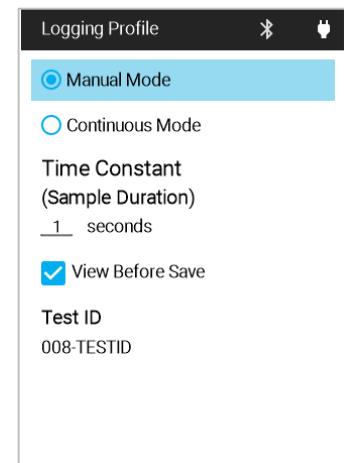 Logging Profile
Manual Mode
Continuous Mode
Time Constant
(Sample Duration)
1 seconds
View Before Save
Test ID
008-TESTID